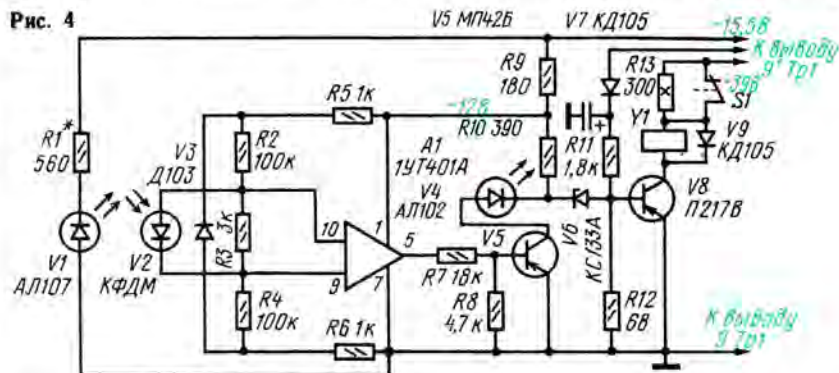 Рис. 4
V5 МП42Б
V7 КД105
-15,5В
К выводу
9' Тр1
R9
180
R13
300
-39В
S1
R5 1к
-12В
R10 390
Y1
R1*
560
R2
100к
V3
Д103
A1
1УТ401А
V4
АЛ102
R11
1,8к
V9
КД105
R3 3к
10
1
5
9
7
V8
П217В
V6
КС133А
V5
V1
АЛ107
V2
КФДМ
R4
100к
R7 18к
R8
4,7к
R12
68
R6 1к
К выводу
9 Тр1